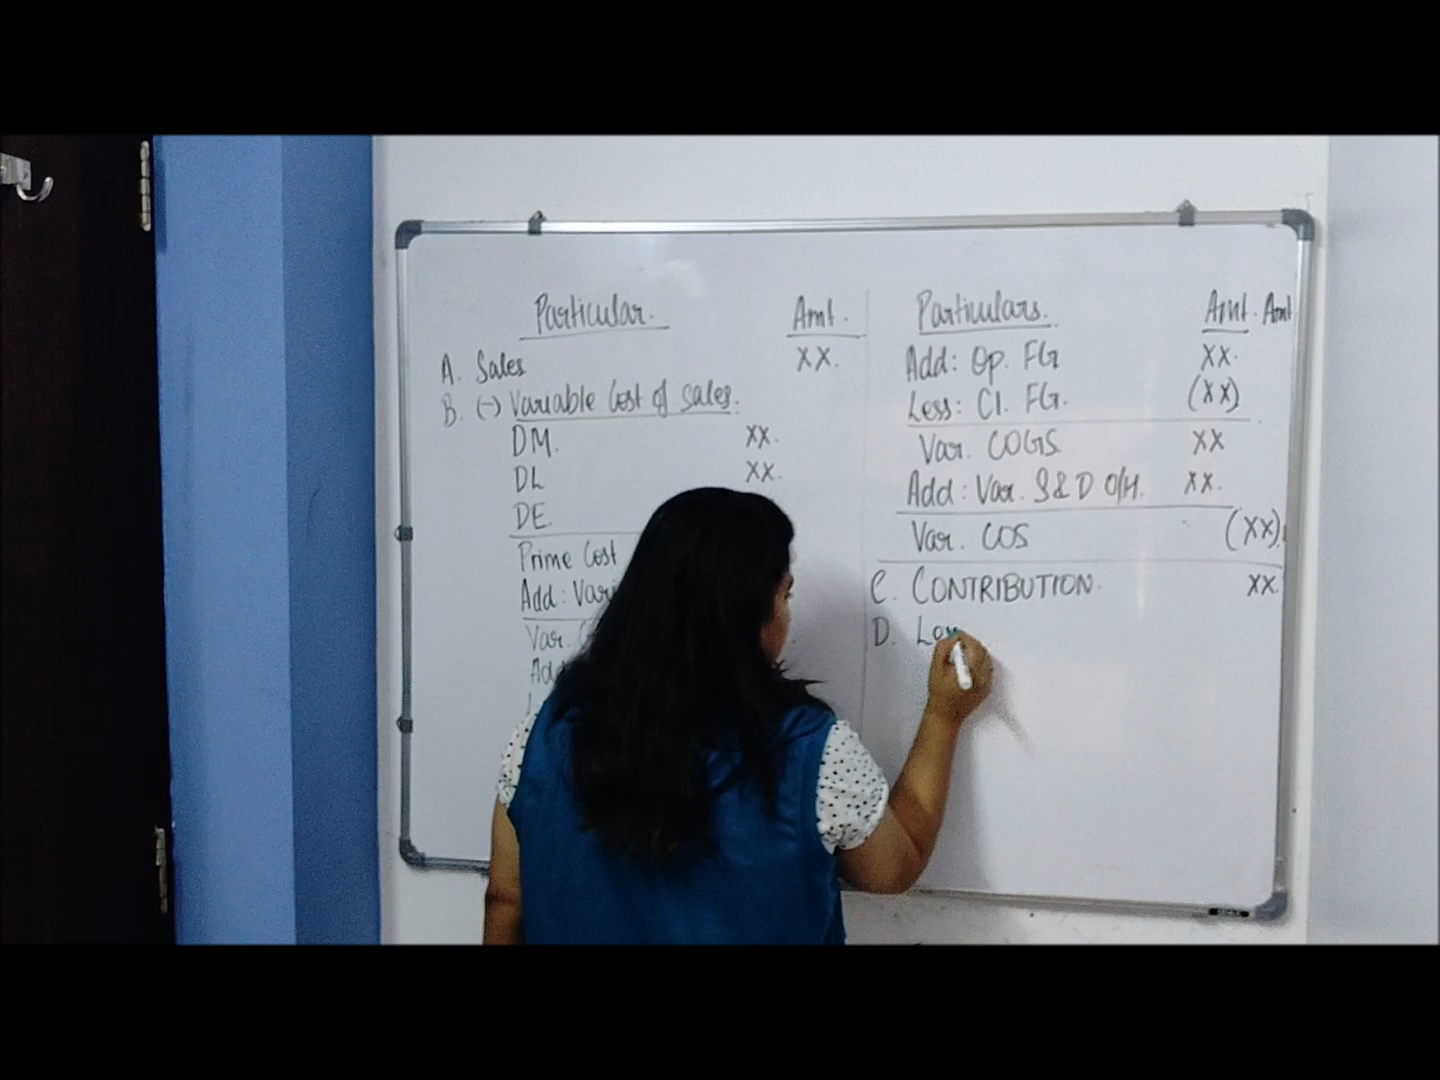 Particular.
Amt.
A. Sales
XX.
B. (-) Variable Cost of Sales.
DM.
XX.
DL
XX.
DE.
Prime Cost
Add: Vari
Var.
Add
Particulars.
Amt. Amt
Add: Op. FG
XX.
Less: Cl. FG.
(XX)
Var. COGS
XX
Add: Var. S&D O/H.
XX.
Var. COS
(XX)
C. CONTRIBUTION.
XX.
D.